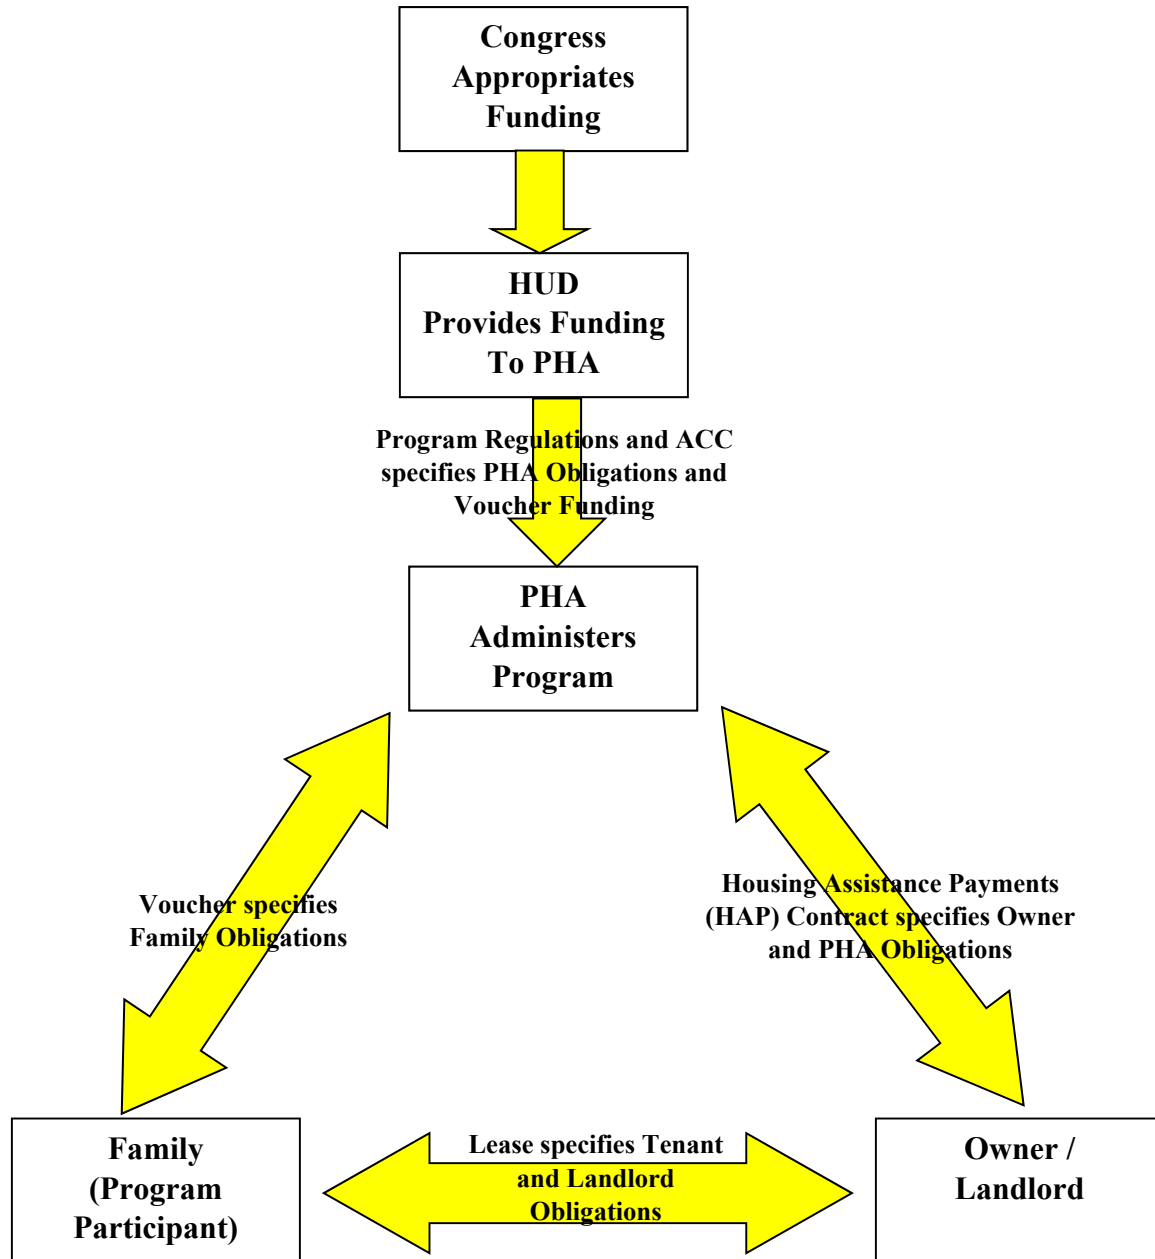 Congress
Appropriates
Funding
HUD
Provides Funding
To PHA
Program Regulations and ACC
specifies PHA Obligations and
Voucher Funding
PHA
Administers
Program
Voucher specifies
Family Obligations
Housing Assistance Payments
(HAP) Contract specifies Owner
and PHA Obligations
Family
(Program
Participant)
Lease specifies Tenant
and Landlord
Obligations
Owner /
Landlord